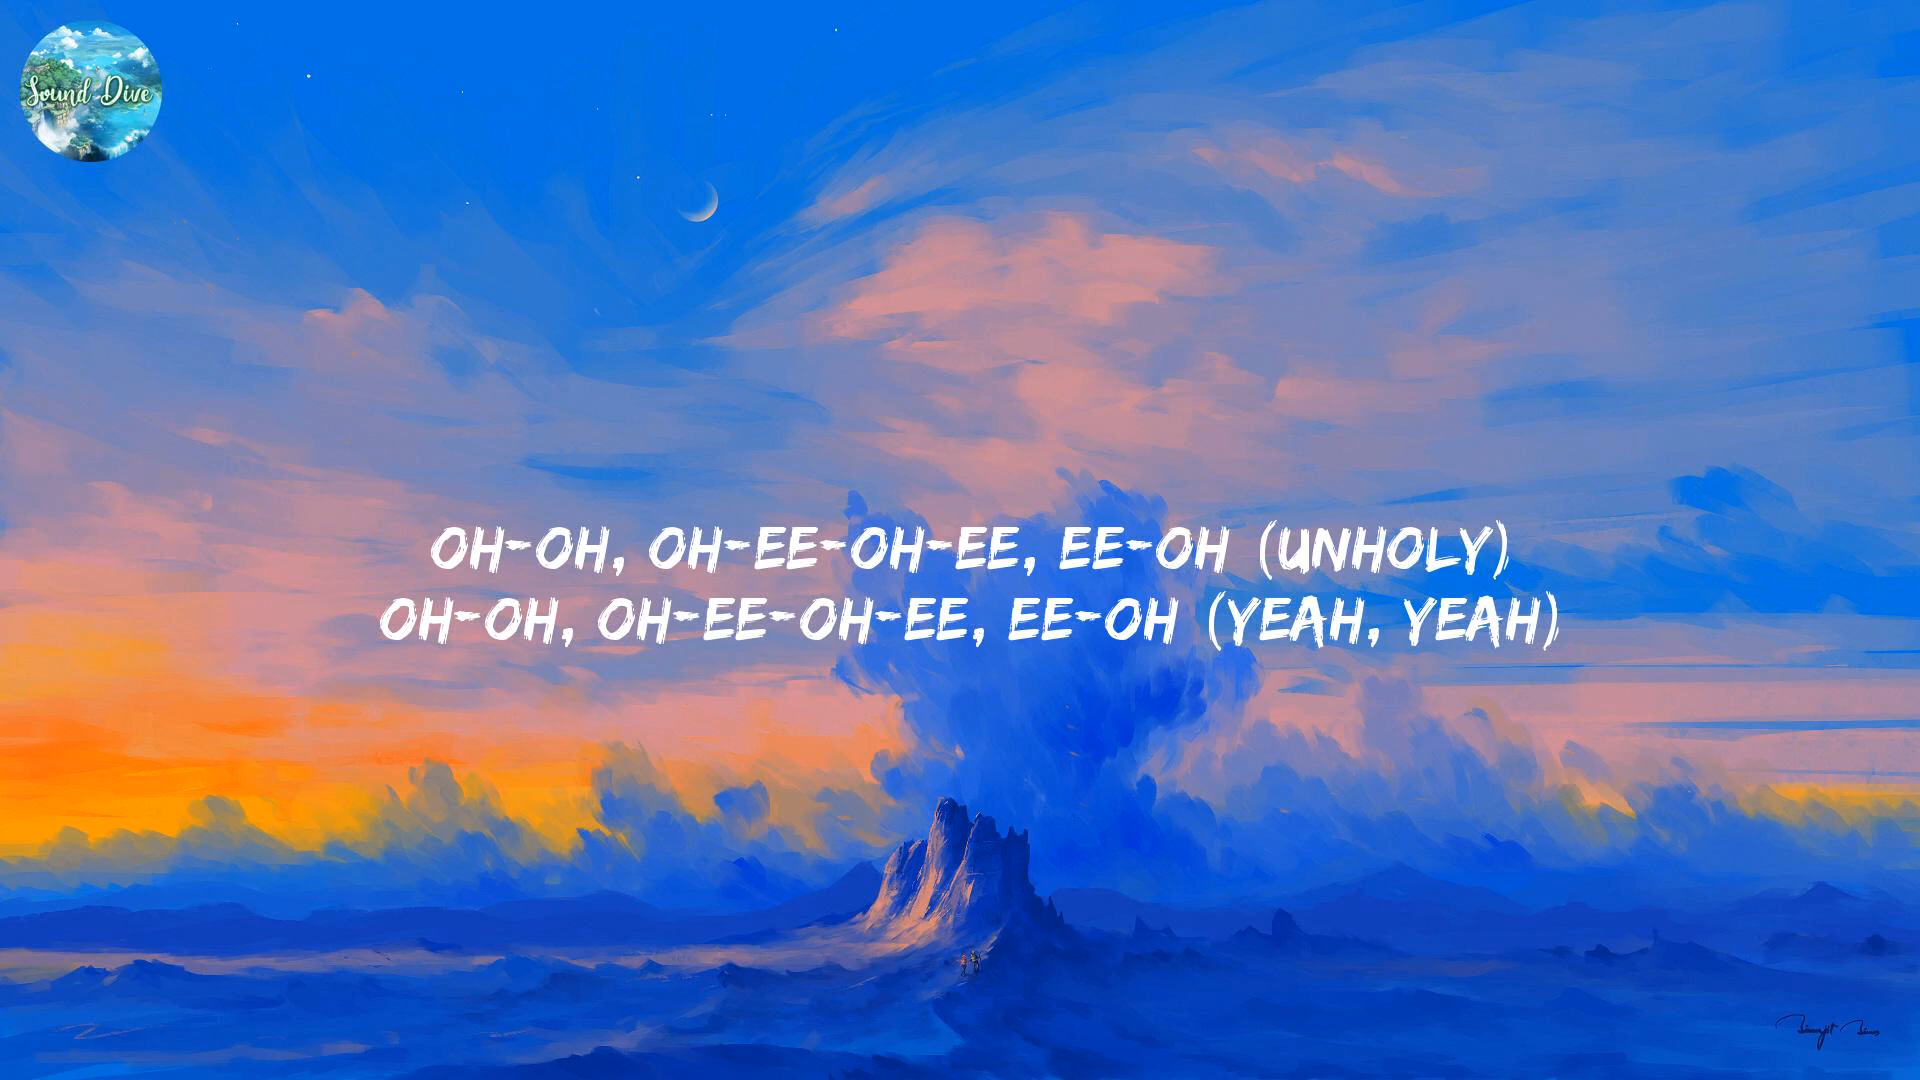 Sound-Dive
OH-OH, OH-EE-OH-EE, EE-OH (UNHOLY)
OH-OH, OH-EE-OH-EE, EE-OH (YEAH, YEAH)